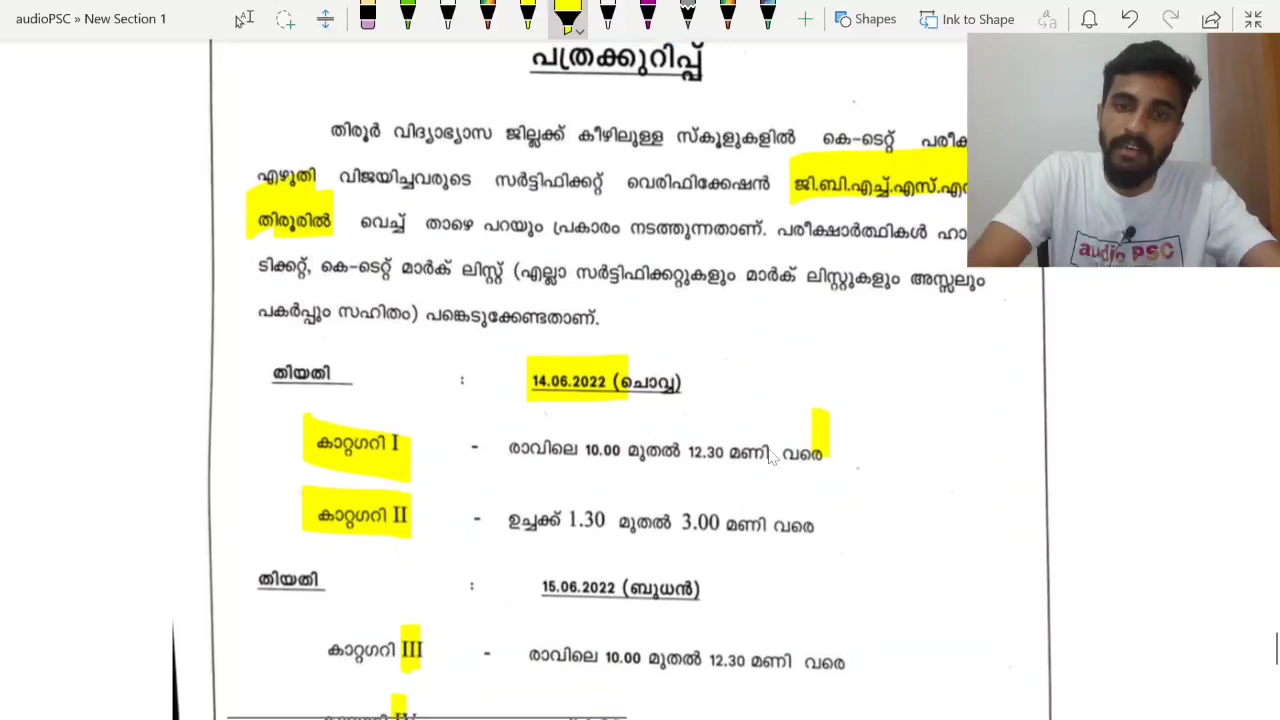 audioPSC » New Section 1
Shapes
Ink to Shape
പത്രക്കുറിപ്പ്
തിരൂർ വിദ്യാഭ്യാസ ജില്ലക്ക് കീഴിലുള്ള സ്കൂളുകളിൽ കെ-ടെറ്റ്
എഴുതി വിജയിച്ചവരുടെ സർട്ടിഫിക്കറ്റ് വെരിഫിക്കേഷൻ ജി.ബി.എച്ച്.എസ്.
തിരൂരിൽ വെച്ച് താഴെ പറയും പ്രകാരം നടത്തുന്നതാണ്. പരീക്ഷാർത്ഥികൾ
ടിക്കറ്റ്, കെ-ടെറ്റ് മാർക് ലിസ്റ്റ് (എല്ലാ സർട്ടിഫിക്കറ്റുകളും മാർക് ലിസ്റ്റുകളും അസ്സലും
പകർപ്പും സഹിതം) പങ്കെടുക്കേണ്ടതാണ്.
തിയതി : 14.06.2022 (ചൊവ്വ)
കാറ്റഗറി I - രാവിലെ 10.00 മുതൽ 12.30 മണി വരെ
കാറ്റഗറി II - ഉച്ചക്ക് 1.30 മുതൽ 3.00 മണി വരെ
തിയതി : 15.06.2022 (ബുധൻ)
കാറ്റഗറി III - രാവിലെ 10.00 മുതൽ 12.30 മണി വരെ
audio PSC